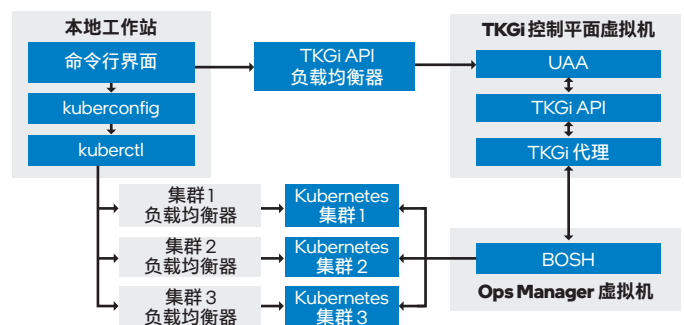 本地工作站
命令行界面
kuberconfig
kuberctl
TKGi API
负载均衡器
TKGi 控制平面虚拟机
UAA
TKGi API
TKGi 代理
集群 1
负载均衡器
Kubernetes
集群 1
集群 2
负载均衡器
Kubernetes
集群 2
集群 3
负载均衡器
Kubernetes
集群 3
BOSH
Ops Manager 虚拟机